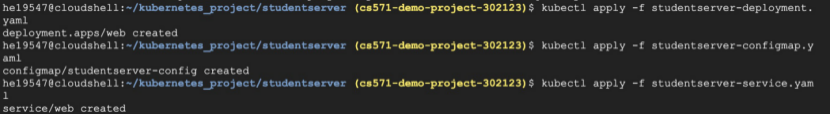 he19547@cloudshell:~/kubernetes_project/studentserver (cs571-demo-project-302123)$ kubectl apply -f studentserver-deployment.
yaml
deployment.apps/web created
he19547@cloudshell:~/kubernetes_project/studentserver (cs571-demo-project-302123)$ kubectl apply -f studentserver-configmap.y
aml
configmap/studentserver-config created
he19547@cloudshell:~/kubernetes_project/studentserver (cs571-demo-project-302123)$ kubectl apply -f studentserver-service.yam
l
service/web created